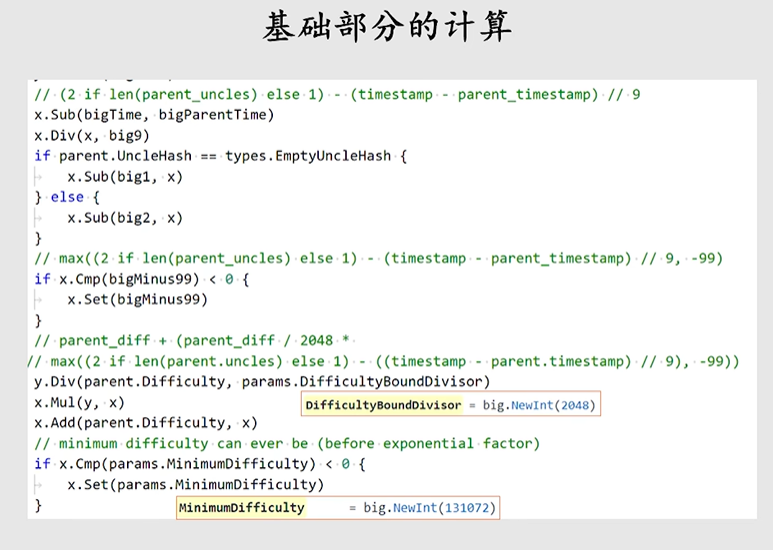 基础部分的计算
// (2 if len(parent_uncles) else 1) - (timestamp - parent_timestamp) // 9
x.Sub(bigTime, bigParentTime)
x.Div(x, big9)
if parent.UncleHash == types.EmptyUncleHash {
x.Sub(big1, x)
} else {
x.Sub(big2, x)
}
// max((2 if len(parent_uncles) else 1) - (timestamp - parent_timestamp) // 9, -99)
if x.Cmp(bigMinus99) < 0 {
x.Set(bigMinus99)
}
// parent_diff + (parent_diff / 2048 *
// max((2 if len(parent.uncles) else 1) - ((timestamp - parent.timestamp) // 9), -99))
y.Div(parent.Difficulty, params.DifficultyBoundDivisor)
x.Mul(y, x)
DifficultyBoundDivisor = big.NewInt(2048)
x.Add(parent.Difficulty, x)
// minimum difficulty can ever be (before exponential factor)
if x.Cmp(params.MinimumDifficulty) < 0 {
x.Set(params.MinimumDifficulty)
}
MinimumDifficulty = big.NewInt(131072)